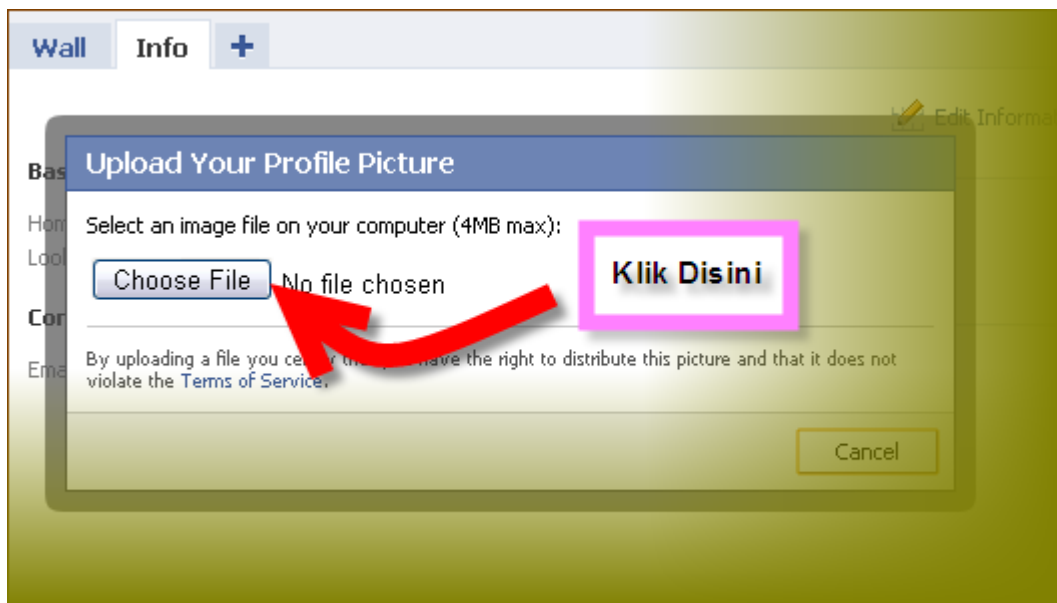 Wall Info +
Edit Informa
Upload Your Profile Picture
Bas
Select an image file on your computer (4MB max):
Hom
Klik Disini
Lool
Choose File No file chosen
Cor
By uploading a file you the have the right to distribute this picture and that it does not
Ema
violate the Terms of Service.
Cancel